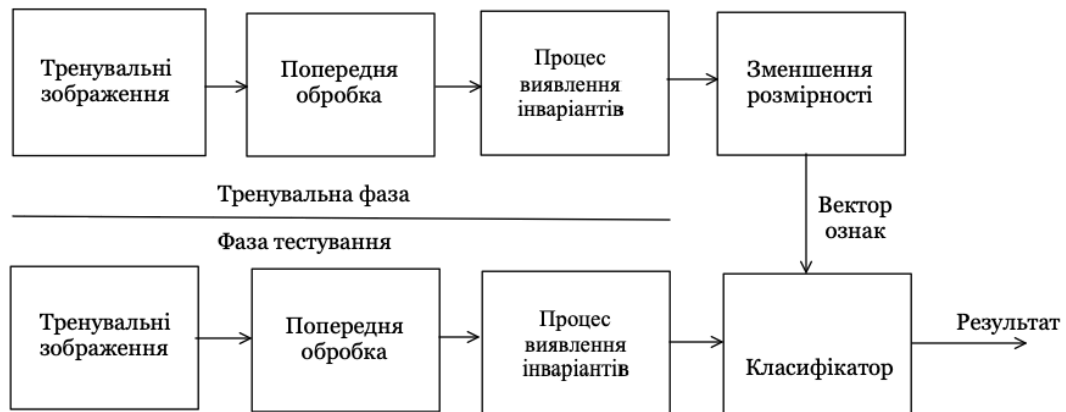 Тренувальні
зображення
Попередня
обробка
Процес
виявлення
інваріантів
Зменшення
розмірності
Тренувальна фаза
Вектор
ознак
Фаза тестування
Тренувальні
зображення
Попередня
обробка
Процес
виявлення
інваріантів
Класифікатор
Результат